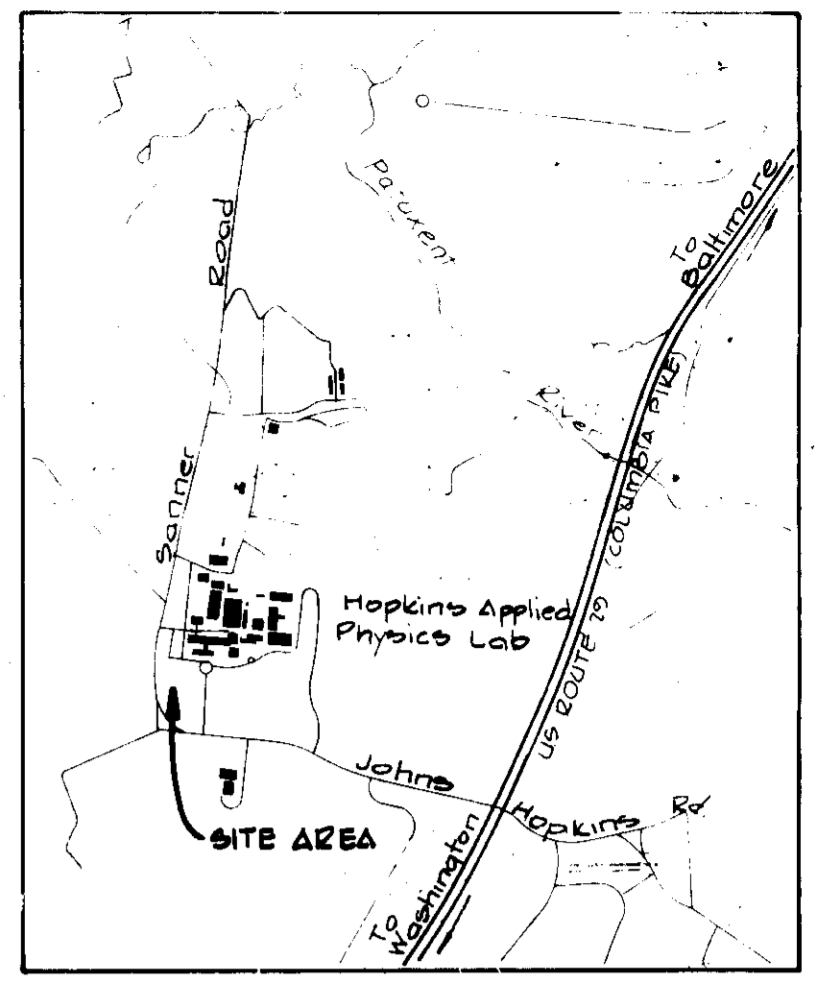 Road
Patuxent
To
Baltimore
River
(COLUMBIA PIKE)
Sanner
Hopkins Applied
Physics Lab
US ROUTE 29
Johns
Hopkins Rd
SITE AREA
To
Washington